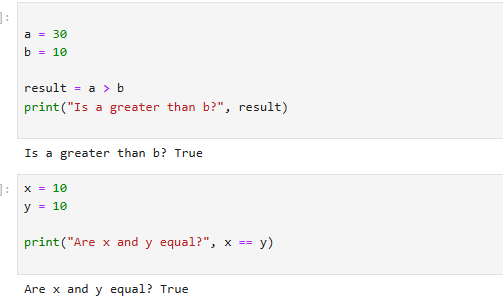 ]:
a = 30
b = 10
result = a > b
print("Is a greater than b?", result)
Is a greater than b? True
]:
x = 10
y = 10
print("Are x and y equal?", x == y)
Are x and y equal? True